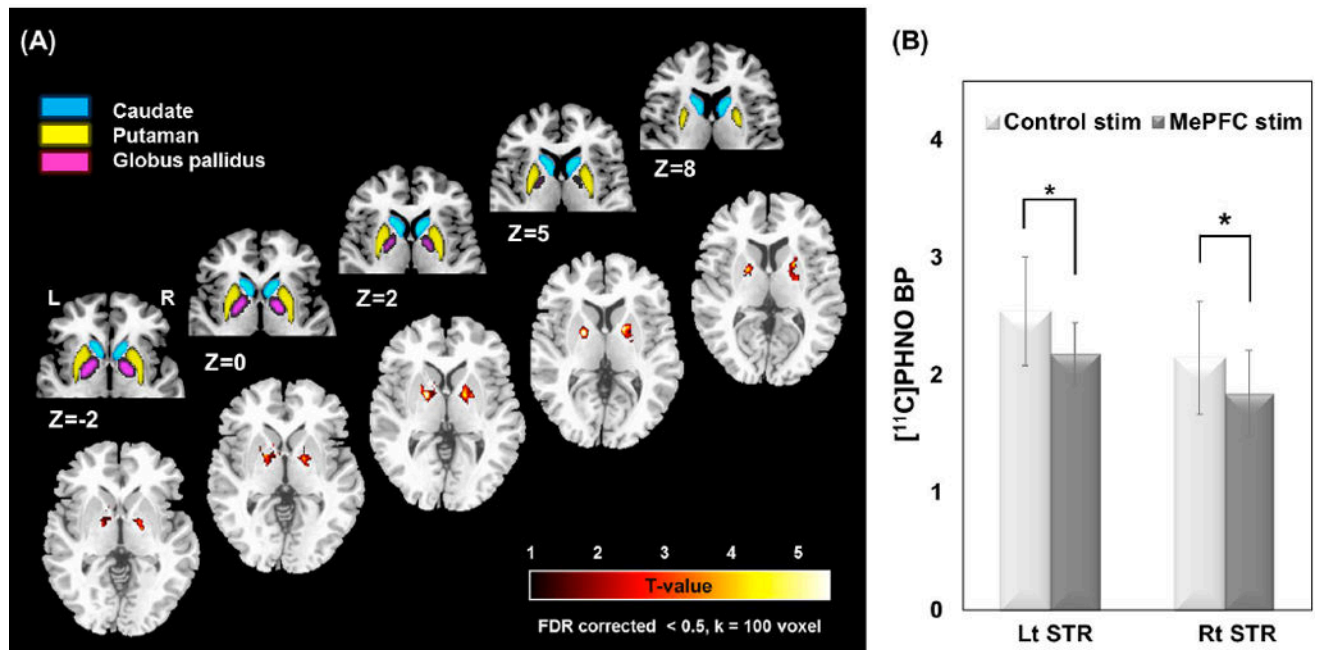 (A)
Caudate
Putaman
Globus pallidus
L R
Z=-2
Z=0
Z=2
Z=5
Z=8
1 2 3 4 5
T-value
FDR corrected < 0.5, k = 100 voxel
(B)
Control stim MePFC stim
4
3
2
1
0
[¹¹C]PHNO BP
* *
Lt STR Rt STR